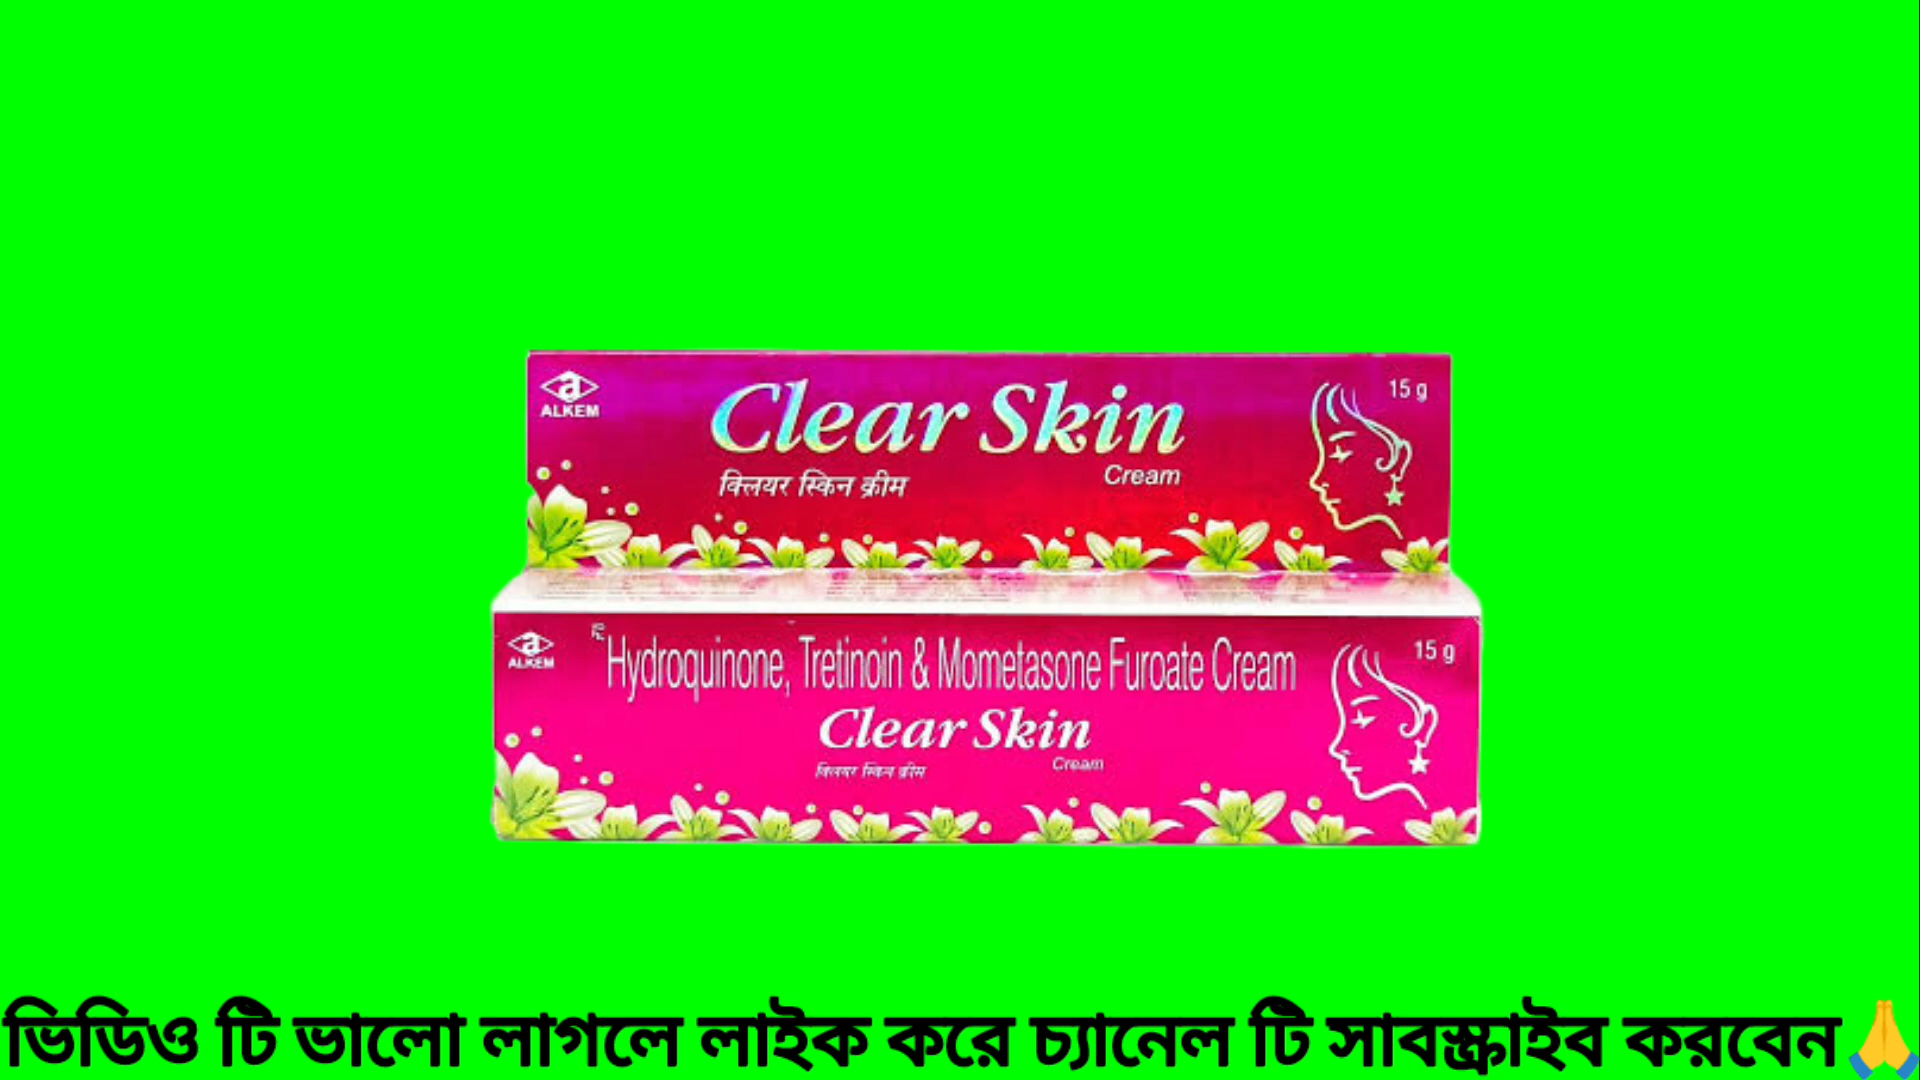 ALKEM
Clear Skin
15 g
Cream
क्लियर स्किन क्रीम
ALKEM
Hydroquinone, Tretinoin & Mometasone Furoate Cream
15 g
Clear Skin
Cream
क्लियर स्किन क्रीम
ভিডিও টি ভালো লাগলে লাইক করে চ্যানেল টি সাবস্ক্রাইব করবেন🙏